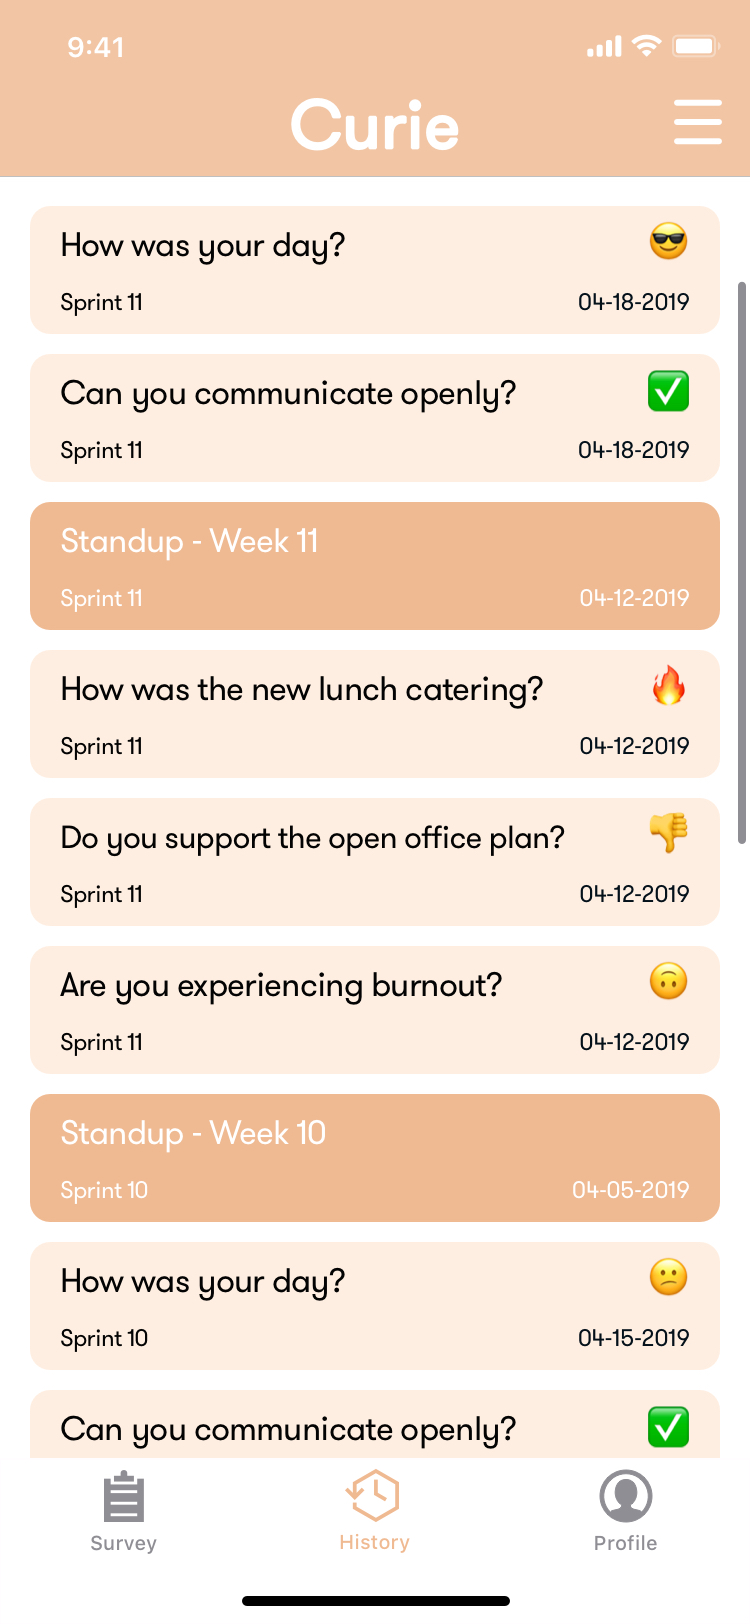 9:41
Curie
How was your day? 😎
Sprint 11 04-18-2019
Can you communicate openly? ✅
Sprint 11 04-18-2019
Standup - Week 11
Sprint 11 04-12-2019
How was the new lunch catering? 🔥
Sprint 11 04-12-2019
Do you support the open office plan? 👎
Sprint 11 04-12-2019
Are you experiencing burnout? 🙃
Sprint 11 04-12-2019
Standup - Week 10
Sprint 10 04-05-2019
How was your day? 😕
Sprint 10 04-15-2019
Can you communicate openly? ✅
Survey History Profile